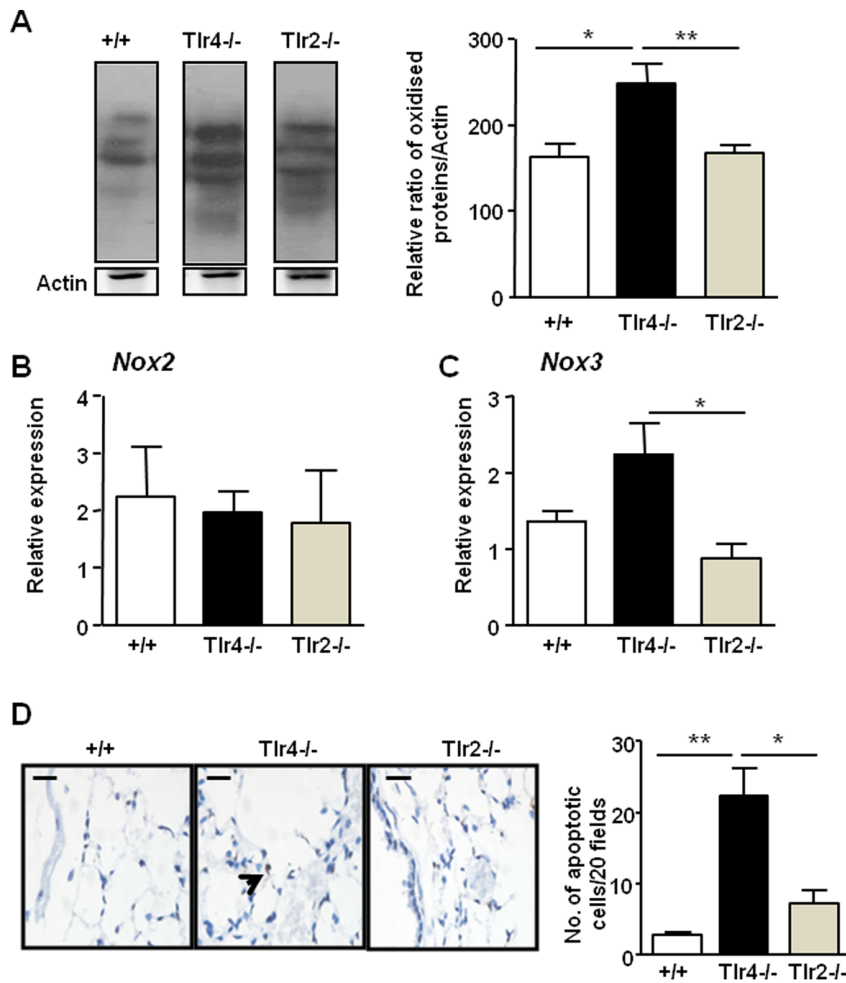 A
+/+ Tlr4-/- Tlr2-/-
Actin
Relative ratio of oxidised
proteins/Actin
300
200
100
0
* **
+/+ Tlr4-/- Tlr2-/-
B
Nox2
Relative expression
4
3
2
1
0
+/+ Tlr4-/- Tlr2-/-
C
Nox3
Relative expression
3
2
1
0
*
+/+ Tlr4-/- Tlr2-/-
D
+/+ Tlr4-/- Tlr2-/-
No. of apoptotic
cells/20 fields
30
20
10
0
** *
+/+ Tlr4-/- Tlr2-/-